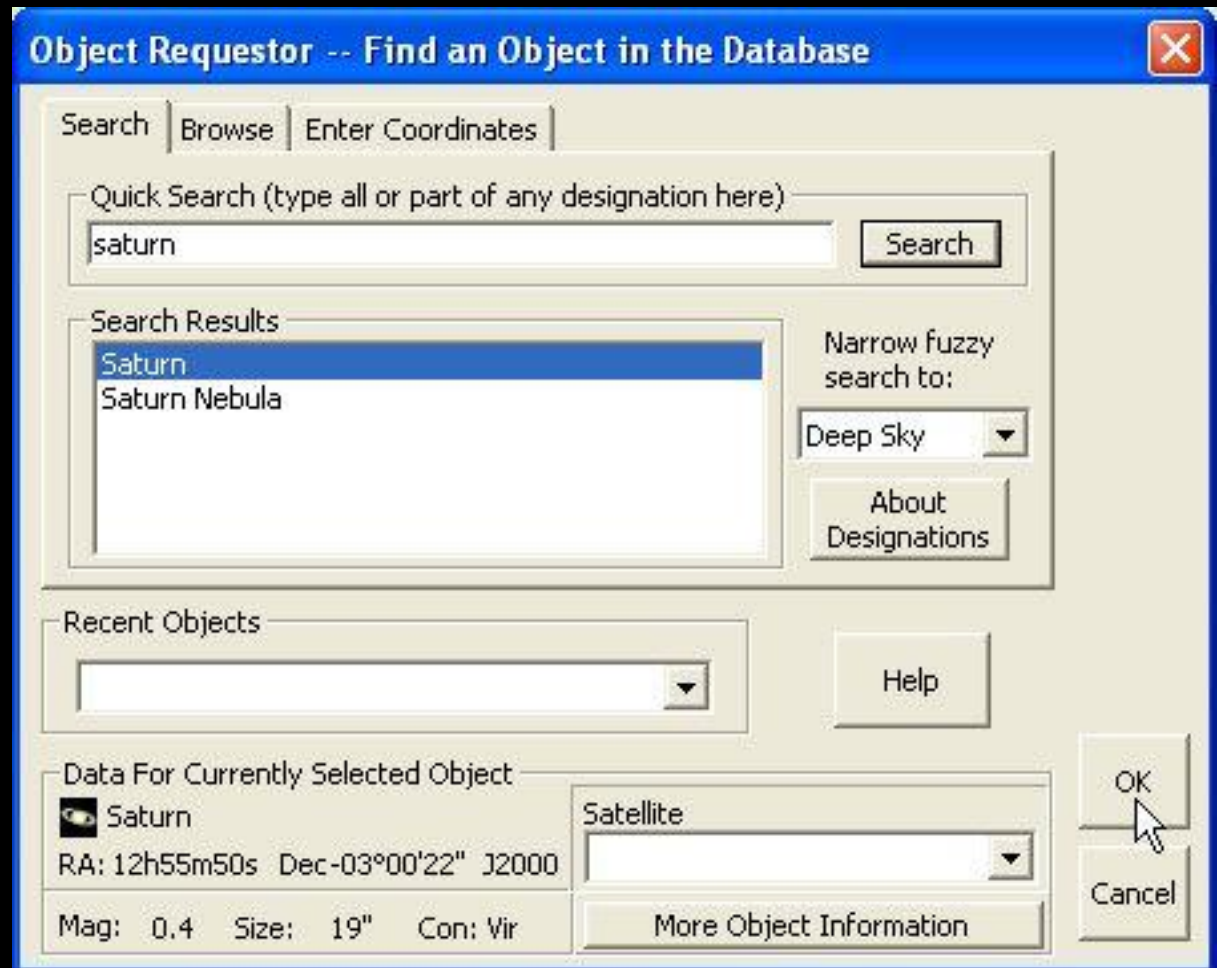 Object Requestor -- Find an Object in the Database
Search Browse Enter Coordinates
Quick Search (type all or part of any designation here)
saturn Search
Search Results
Saturn
Saturn Nebula
Narrow fuzzy
search to:
Deep Sky
About
Designations
Recent Objects
Help
Data For Currently Selected Object
Saturn
RA: 12h55m50s Dec-03°00'22" J2000
Mag: 0.4 Size: 19" Con: Vir
Satellite
More Object Information
OK
Cancel